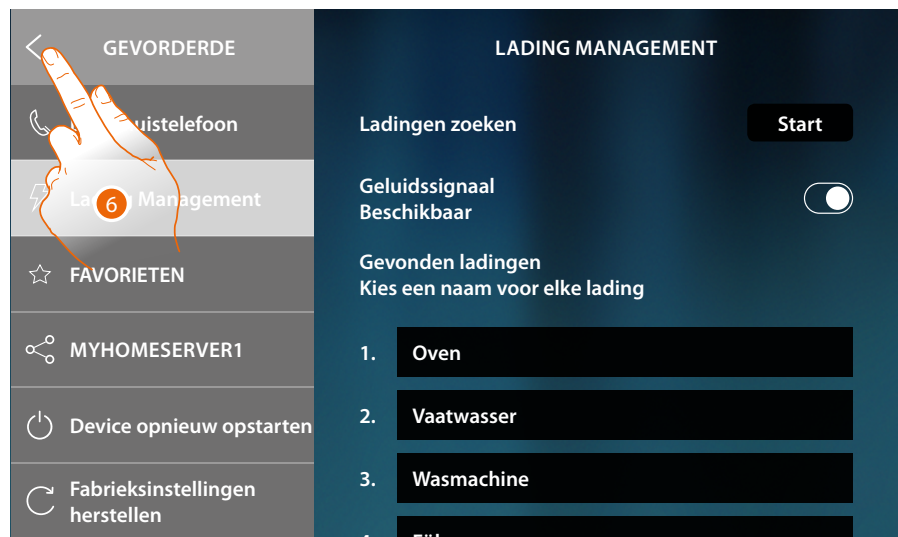 GEVORDERDE
uistelefoon
Lading Management
6
FAVORIETEN
MYHOMESERVER1
Device opnieuw opstarten
Fabrieksinstellingen
herstellen
LADING MANAGEMENT
Ladingen zoeken
Start
Geluidssignaal
Beschikbaar
Gevonden ladingen
Kies een naam voor elke lading
1. Oven
2. Vaatwasser
3. Wasmachine